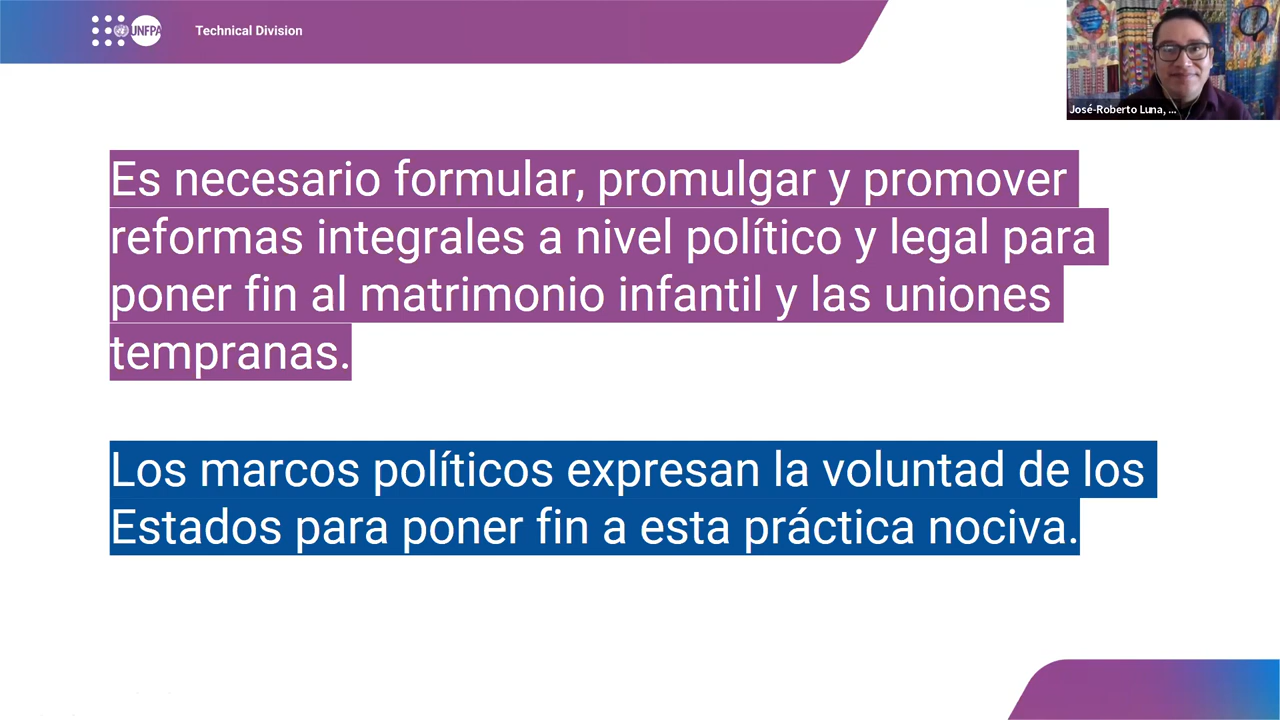 UNFPA
Technical Division
José-Roberto Luna, ...
Es necesario formular, promulgar y promover
reformas integrales a nivel político y legal para
poner fin al matrimonio infantil y las uniones
tempranas.
Los marcos políticos expresan la voluntad de los
Estados para poner fin a esta práctica nociva.